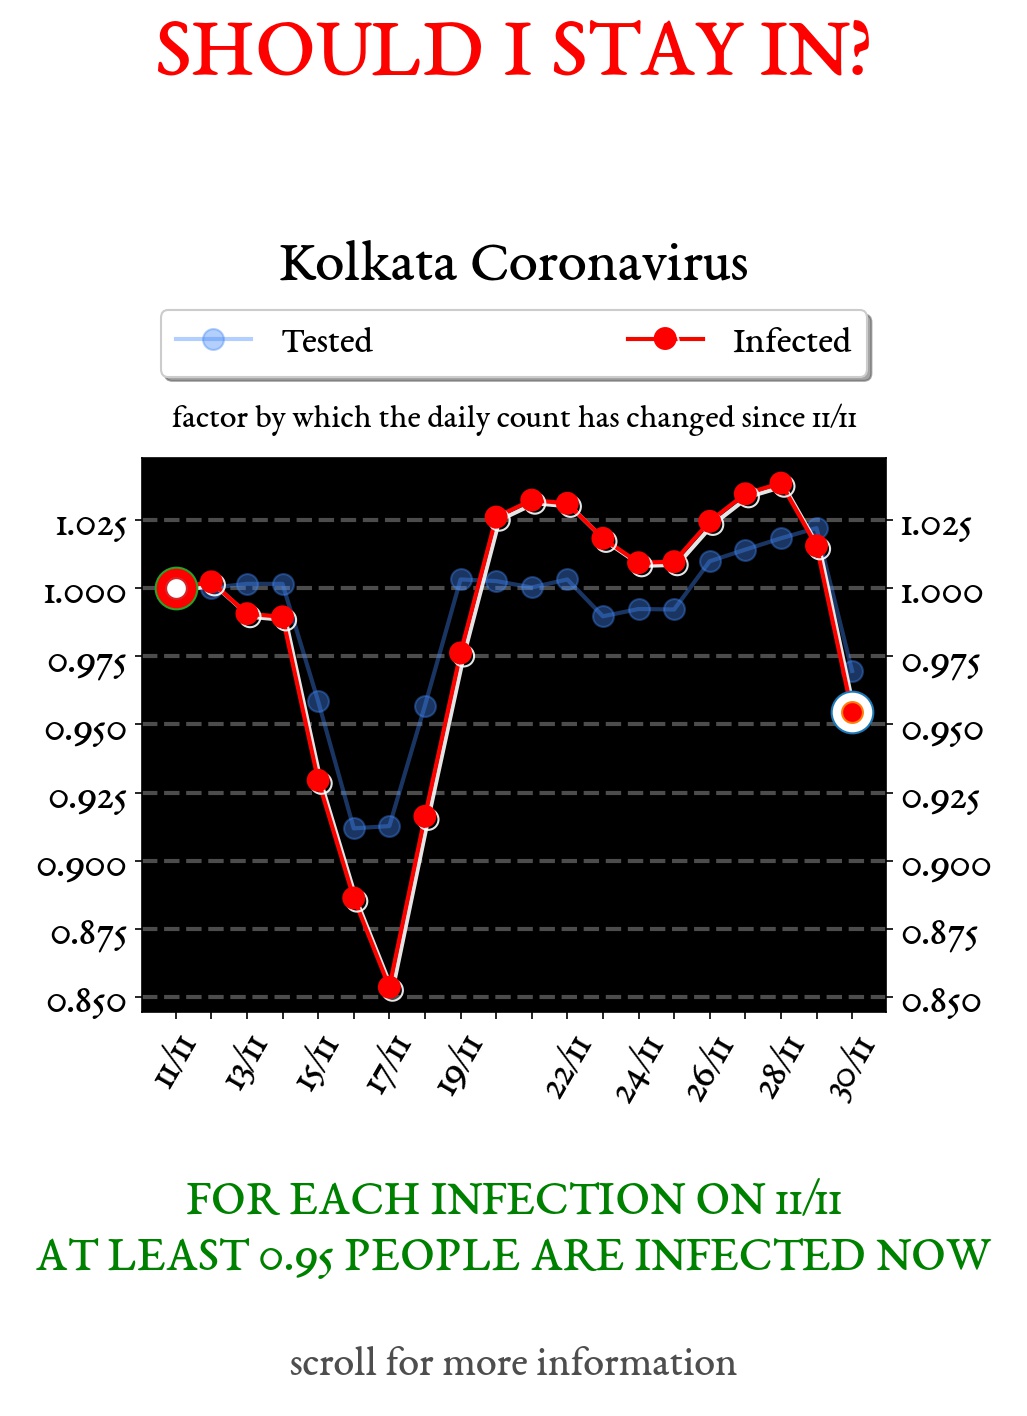 SHOULD I STAY IN?
Kolkata Coronavirus
Tested Infected
factor by which the daily count has changed since 11/11
1.025 1.025
1.000 1.000
0.975 0.975
0.950 0.950
0.925 0.925
0.900 0.900
0.875 0.875
0.850 0.850
11/11 13/11 15/11 17/11 19/11 22/11 24/11 26/11 28/11 30/11
FOR EACH INFECTION ON 11/11
AT LEAST 0.95 PEOPLE ARE INFECTED NOW
scroll for more information